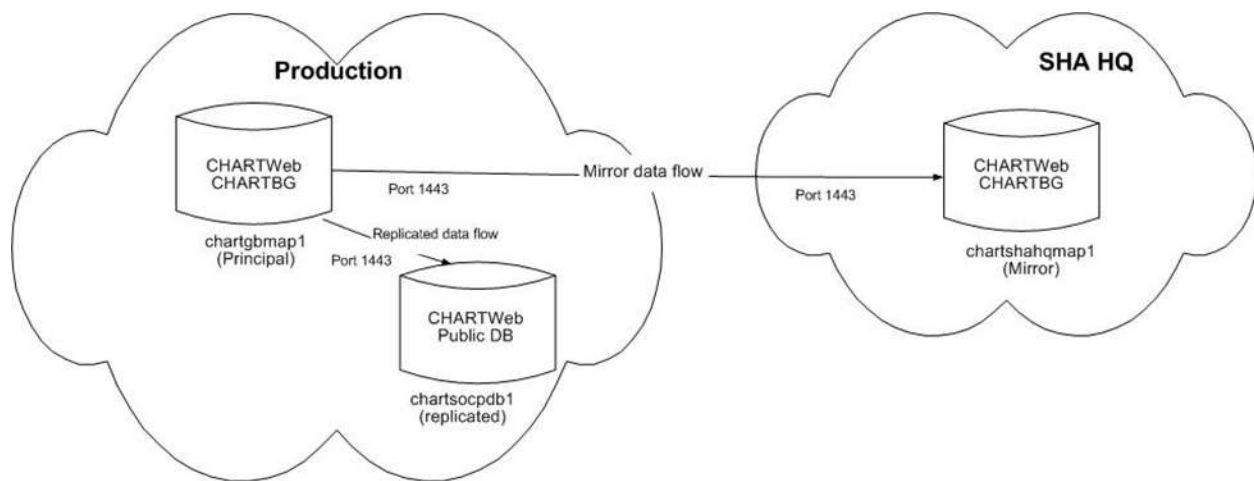 Production
CHARTWeb
CHARTBG
Port 1443
chartgbmap1
(Principal)
Replicated data flow
Port 1443
CHARTWeb
Public DB
chartsocpdb1
(replicated)
Mirror data flow
SHA HQ
Port 1443
CHARTWeb
CHARTBG
chartshahqmap1
(Mirror)